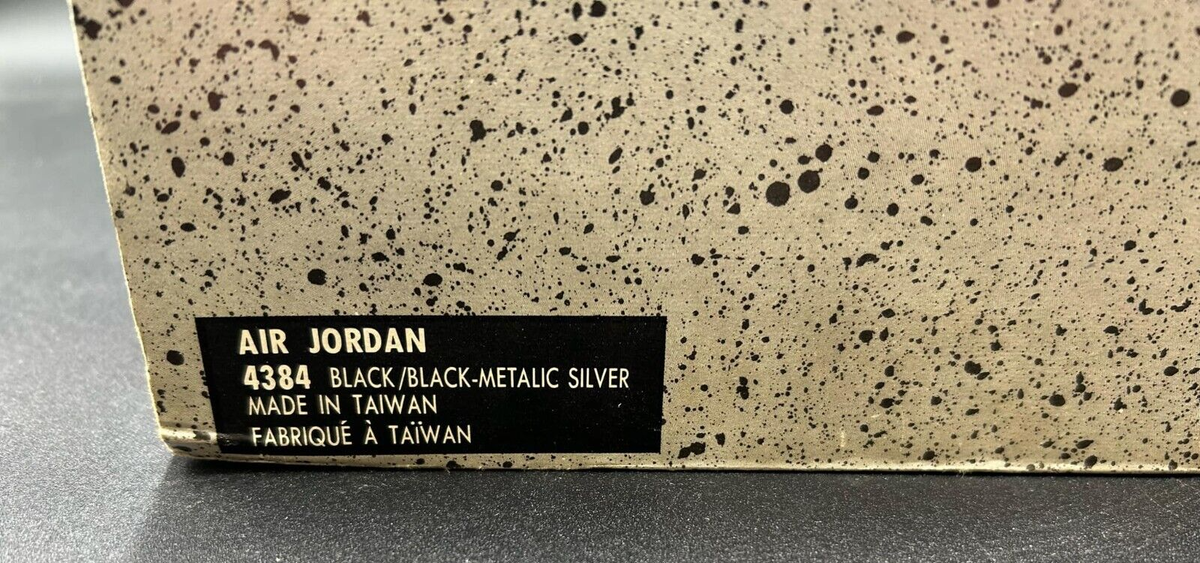 AIR JORDAN
4384 BLACK/BLACK-METALIC SILVER
MADE IN TAIWAN
FABRIQUÉ À TAÏWAN